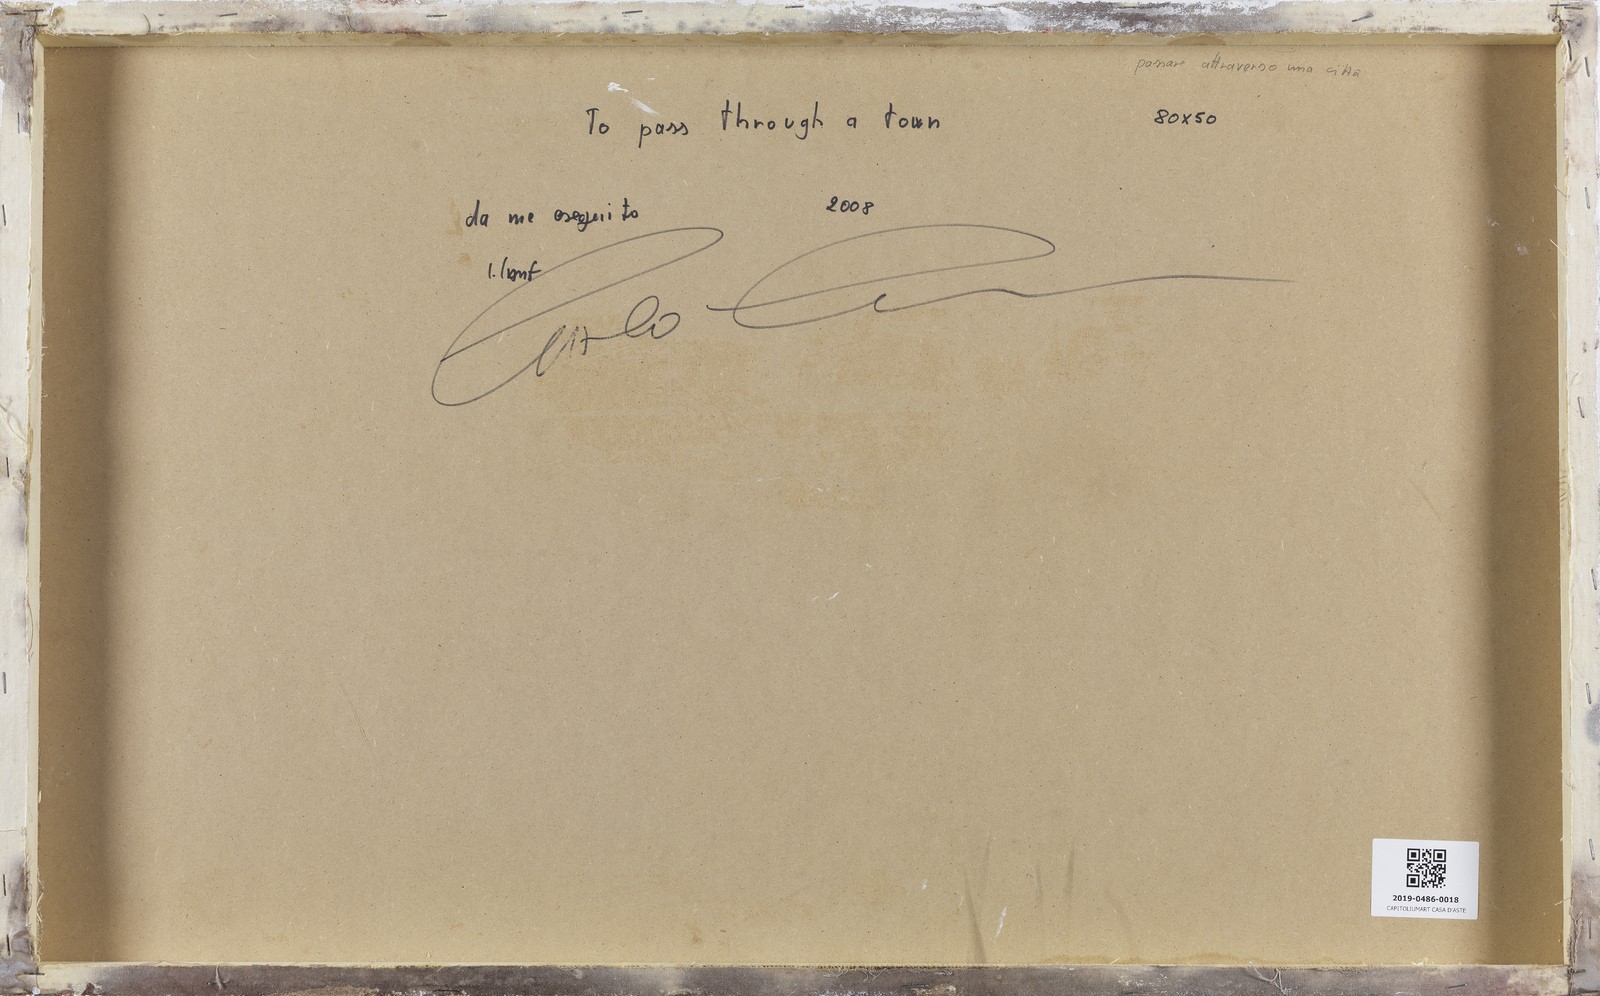 passare attraverso una città
To pass through a town 80x50
da me eseguito 2008
Carlo
2019-0486-0018
CAPITOLIUMART CASA D'ASTE